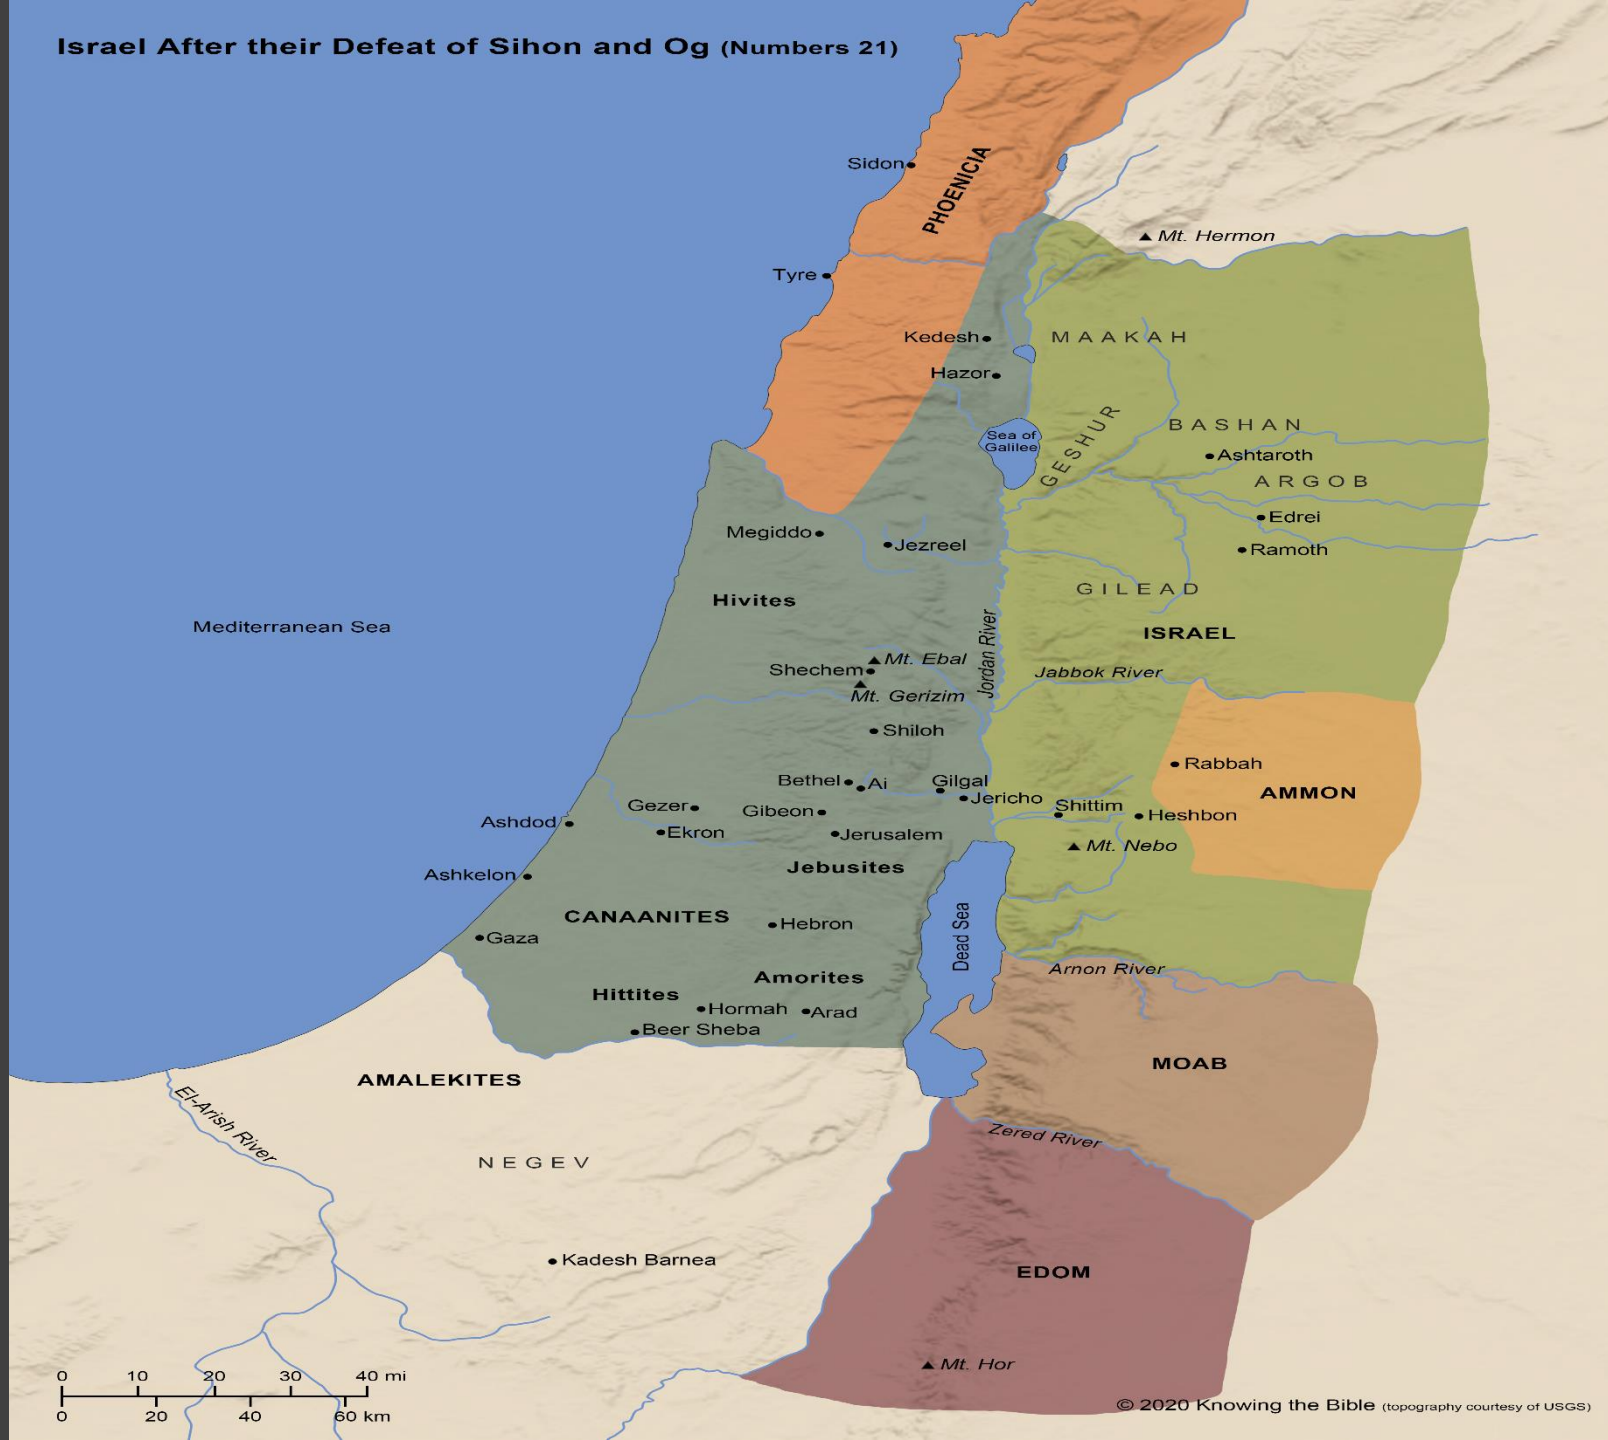 Israel After their Defeat of Sihon and Og (Numbers 21)
Sidon
PHOENICIA
Mt. Hermon
Tyre
Kedesh
MAAKAH
Hazor
GESHUR
BASHAN
Sea of
Galilee
Ashtaroth
ARGOB
Edrei
Megiddo
Jezreel
Ramoth
GILEAD
Hivites
Mediterranean Sea
ISRAEL
Jordan River
Mt. Ebal
Shechem
Jabbok River
Mt. Gerizim
Shiloh
Rabbah
Bethel
Ai
Gilgal
AMMON
Jericho
Gezer
Gibeon
Shittim
Heshbon
Ashdod
Ekron
Jerusalem
Mt. Nebo
Jebusites
Ashkelon
CANAANITES
Hebron
Dead Sea
Gaza
Arnon River
Amorites
Hittites
Hormah
Arad
Beer Sheba
MOAB
AMALEKITES
El-Arish River
Zered River
NEGEV
Kadesh Barnea
EDOM
Mt. Hor
0 10 20 30 40 mi
0 20 40 60 km
© 2020 Knowing the Bible (topography courtesy of USGS)